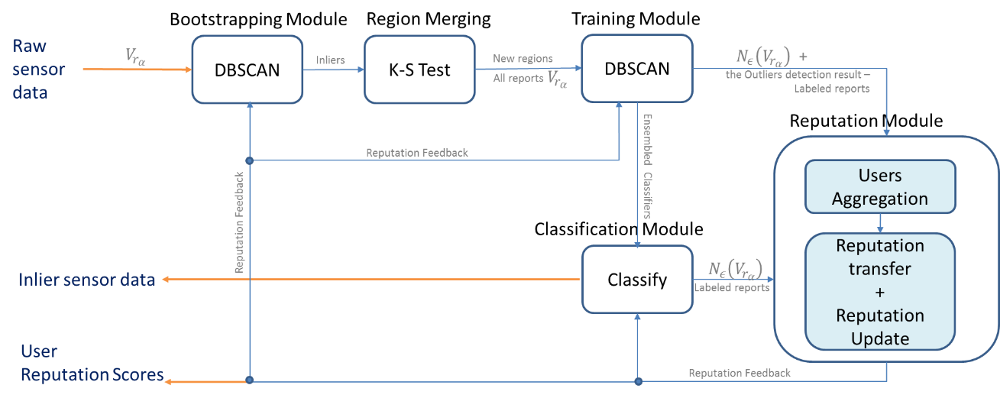 Bootstrapping Module
Region Merging
Training Module
Raw
sensor
data
V_{r_α}
DBSCAN
Inliers
K-S Test
New regions
All reports V_{r_α}
DBSCAN
N_ϵ(V_{r_α}) +
the Outliers detection result –
Labeled reports
Reputation Module
Ensembled Classifiers
Reputation Feedback
Reputation Feedback
Users
Aggregation
Classification Module
Reputation
transfer
+
Reputation
Update
Inlier sensor data
Classify
N_ϵ(V_{r_α})
Labeled reports
User
Reputation Scores
Reputation Feedback